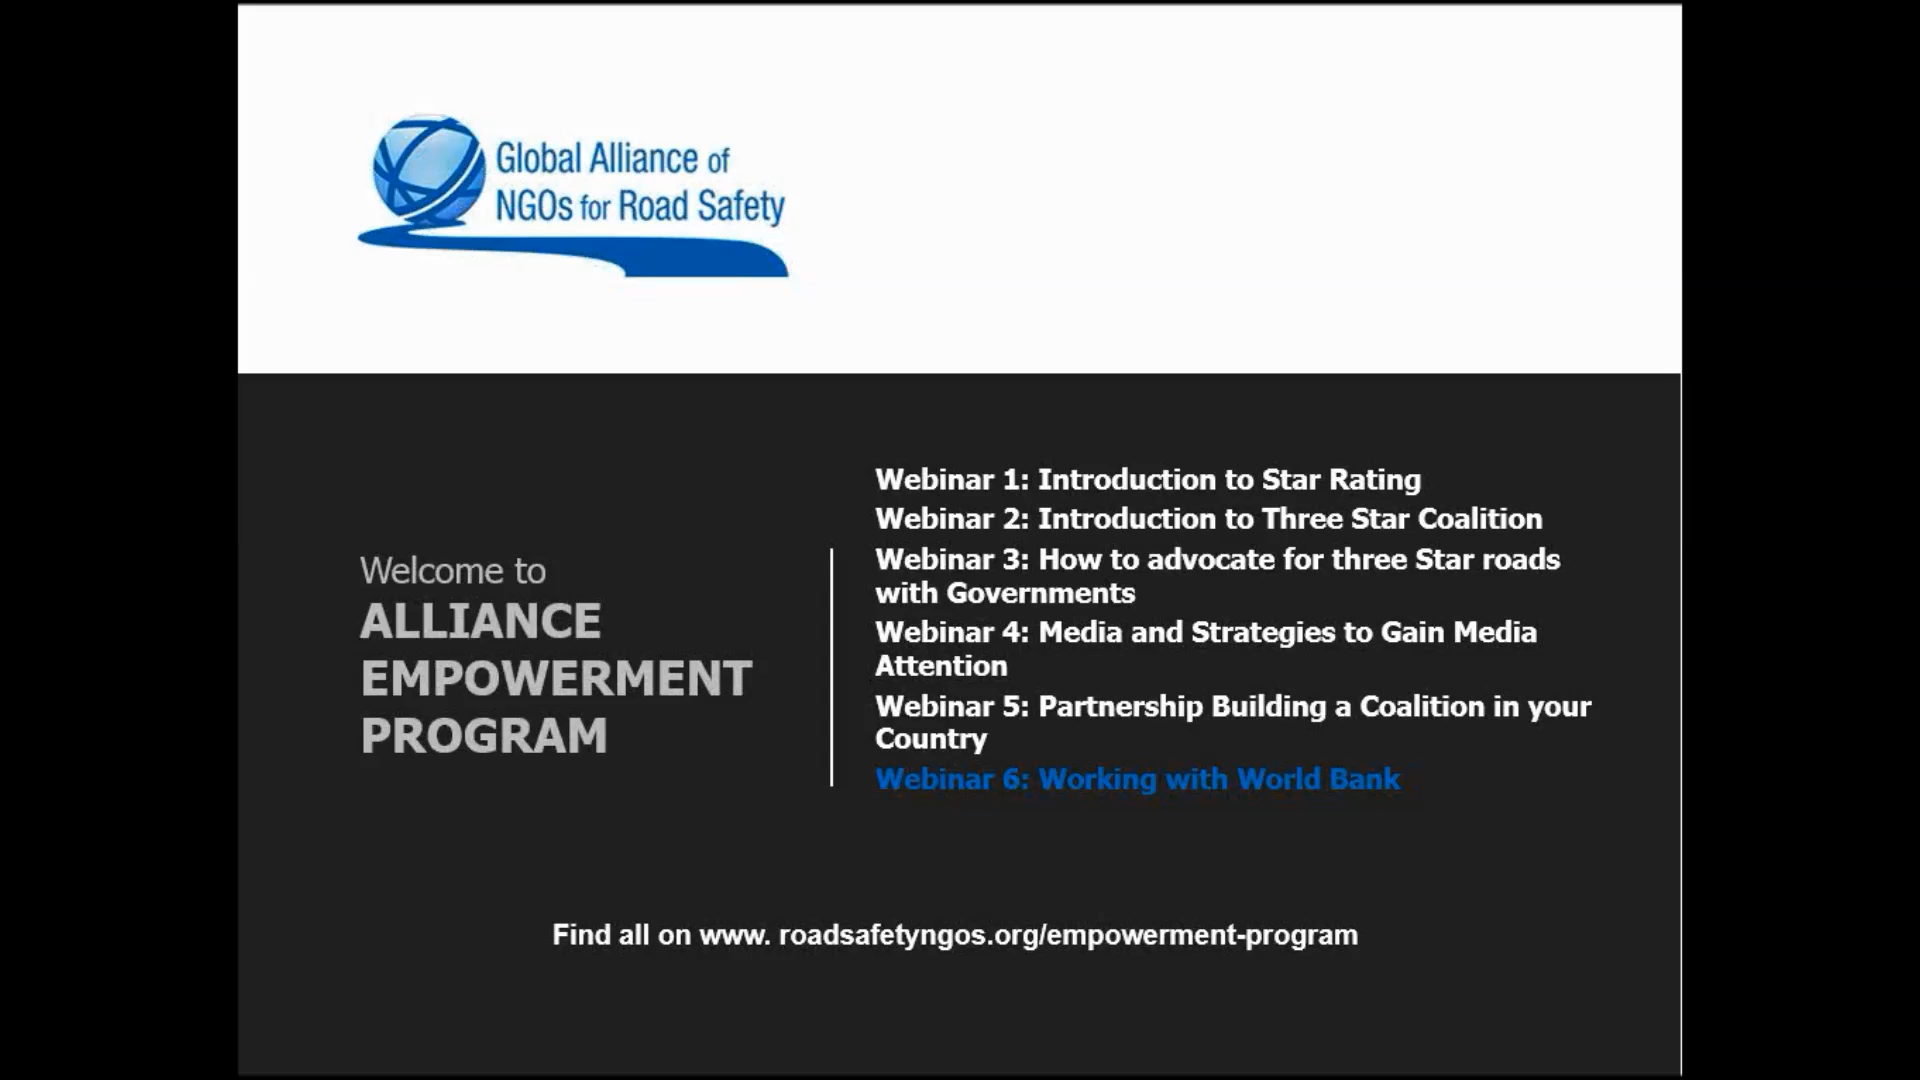 Global Alliance of
NGOs for Road Safety
Welcome to
ALLIANCE
EMPOWERMENT
PROGRAM
Webinar 1: Introduction to Star Rating
Webinar 2: Introduction to Three Star Coalition
Webinar 3: How to advocate for three Star roads
with Governments
Webinar 4: Media and Strategies to Gain Media
Attention
Webinar 5: Partnership Building a Coalition in your
Country
Webinar 6: Working with World Bank
Find all on www. roadsafetyngos.org/empowerment-program